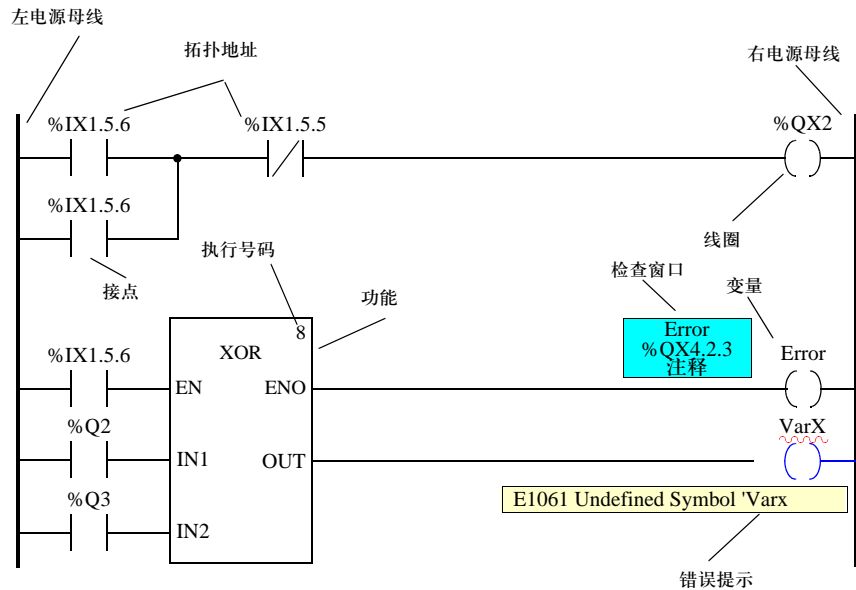 左电源母线
拓扑地址
右电源母线
%IX1.5.6
%IX1.5.5
%QX2
%IX1.5.6
线圈
执行号码
接点
检查窗口
变量
功能
8
Error
%QX4.2.3
注释
XOR
%IX1.5.6
Error
EN
ENO
%Q2
VarX
IN1
OUT
%Q3
E1061 Undefined Symbol 'Varx
IN2
错误提示